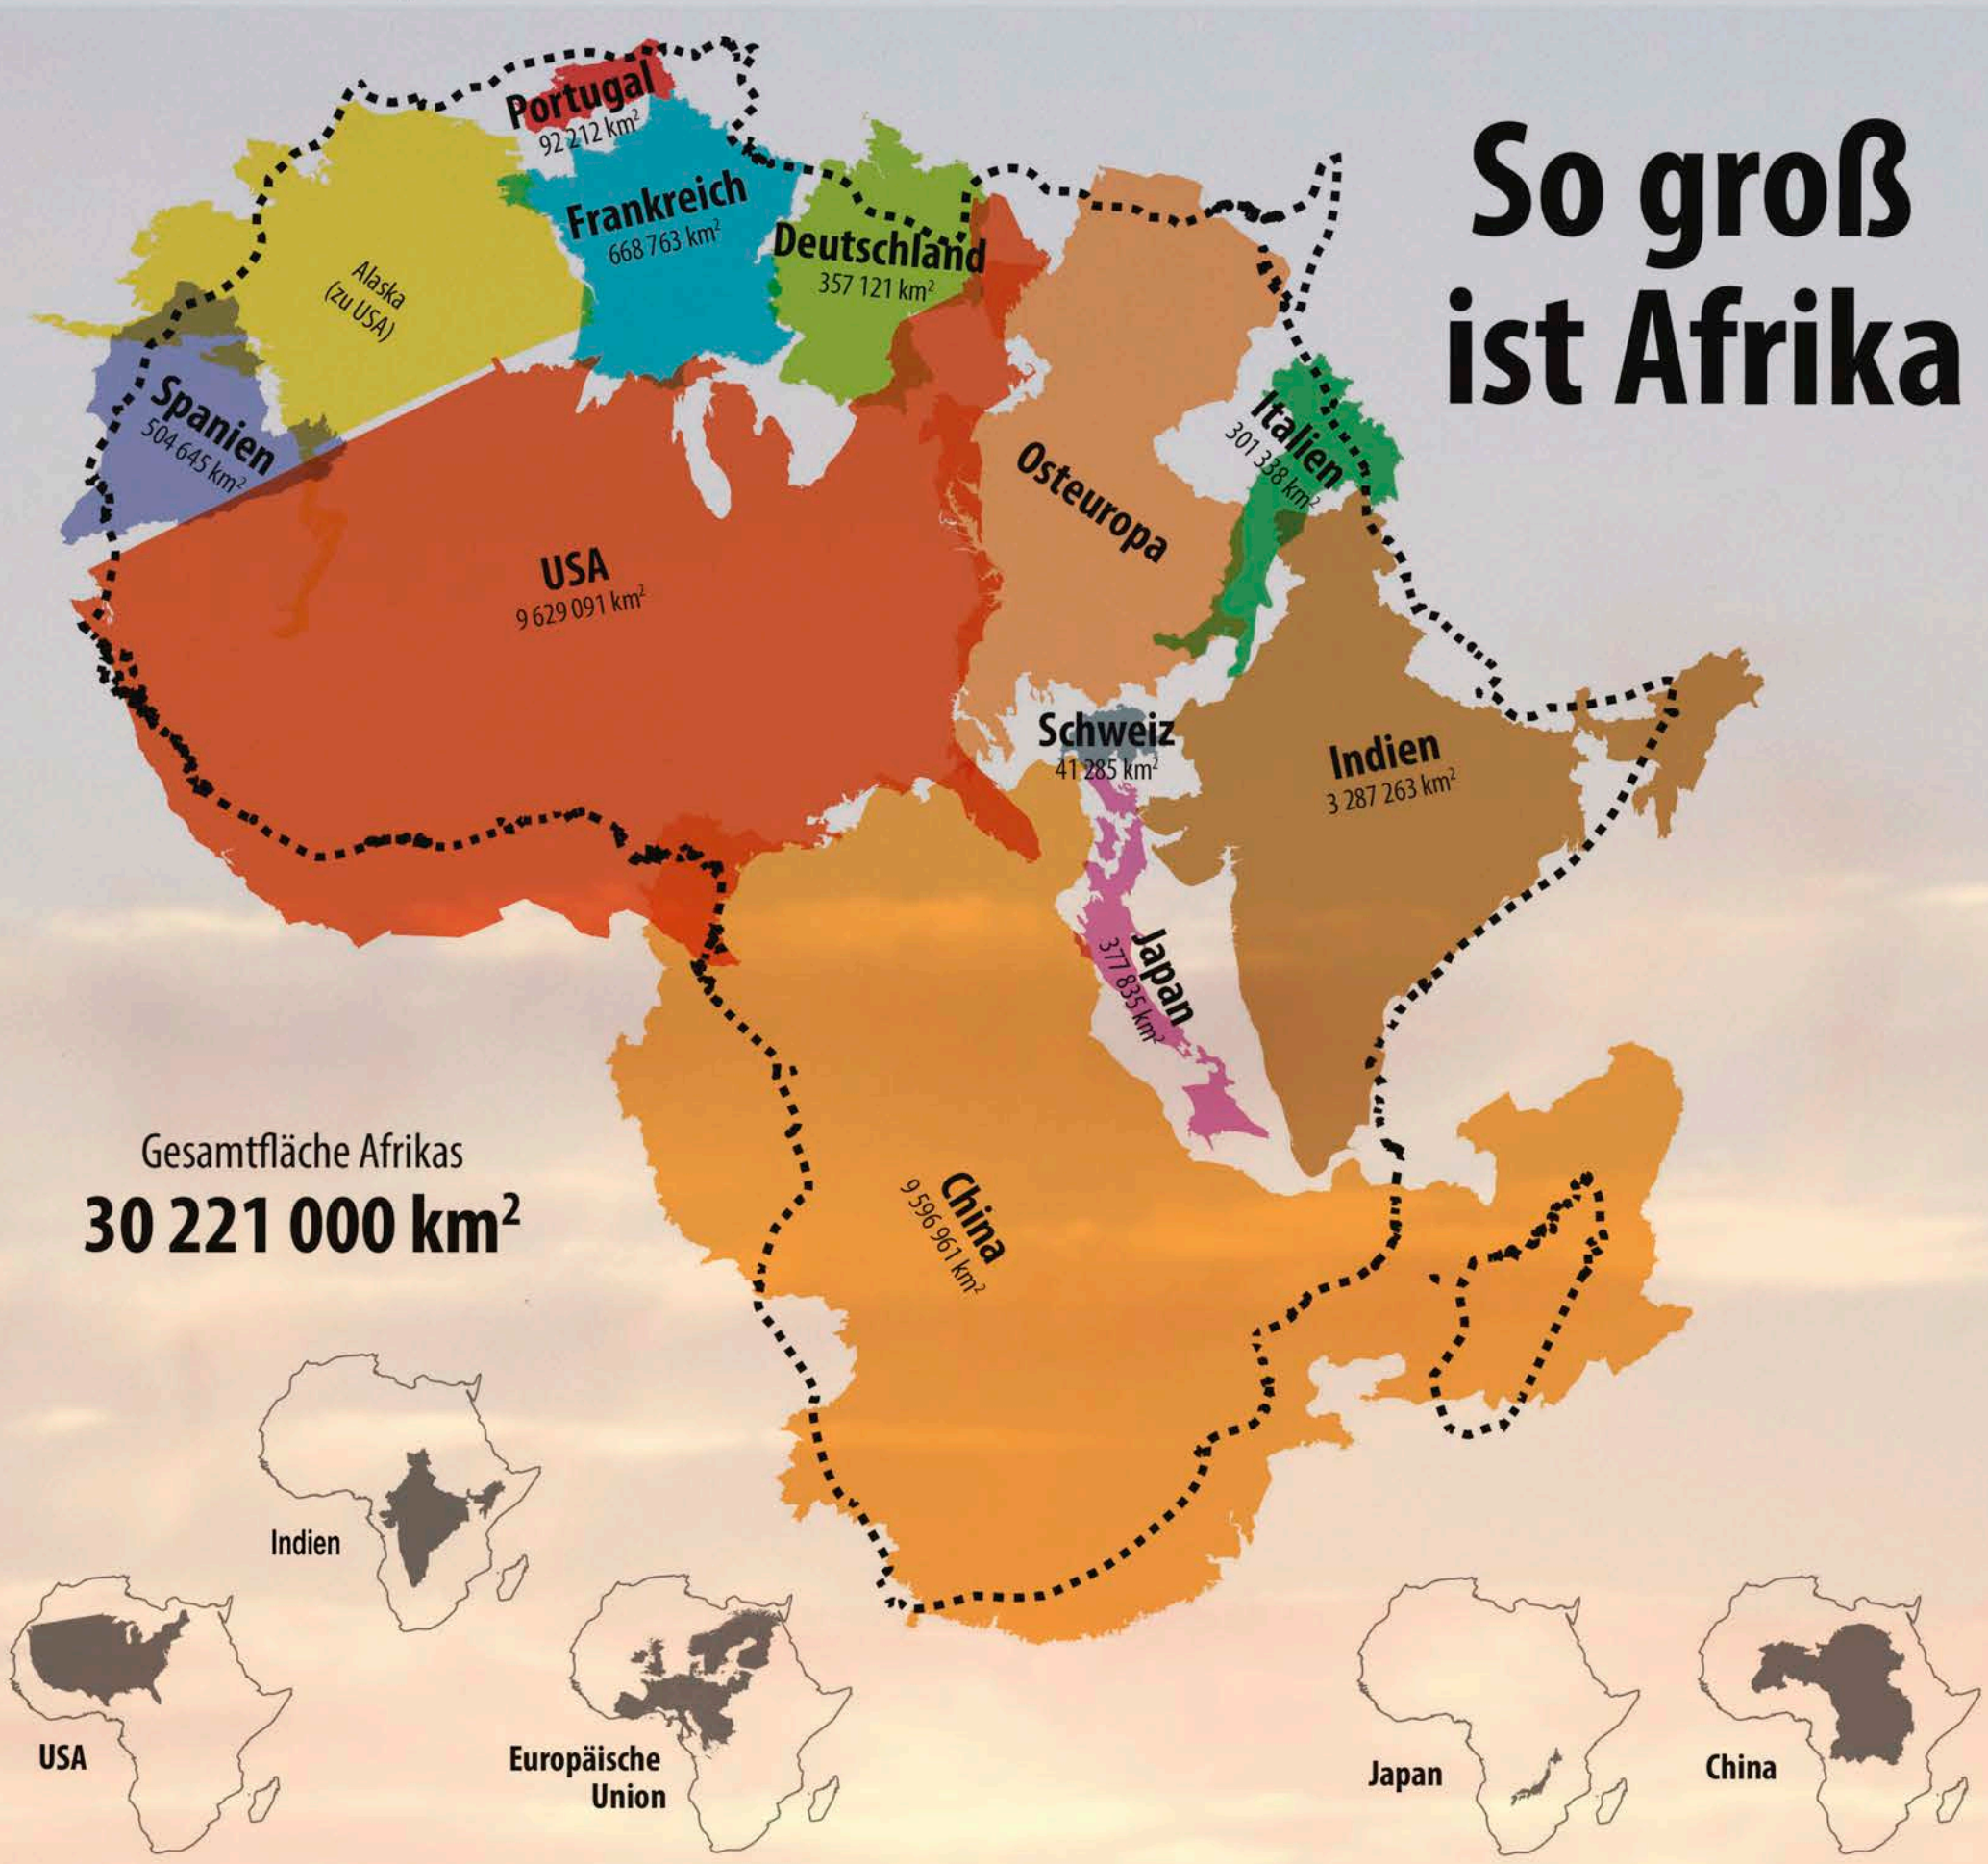 So groß
ist Afrika
Portugal
92 212 km²
Frankreich
668 763 km²
Deutschland
357 121 km²
Alaska
(zu USA)
Spanien
504 645 km²
USA
9 629 091 km²
Osteuropa
Italien
301 338 km²
Schweiz
41 285 km²
Indien
3 287 263 km²
Japan
377 835 km²
China
9 596 961 km²
Gesamtfläche Afrikas
30 221 000 km²
Indien
USA
Europäische
Union
Japan
China